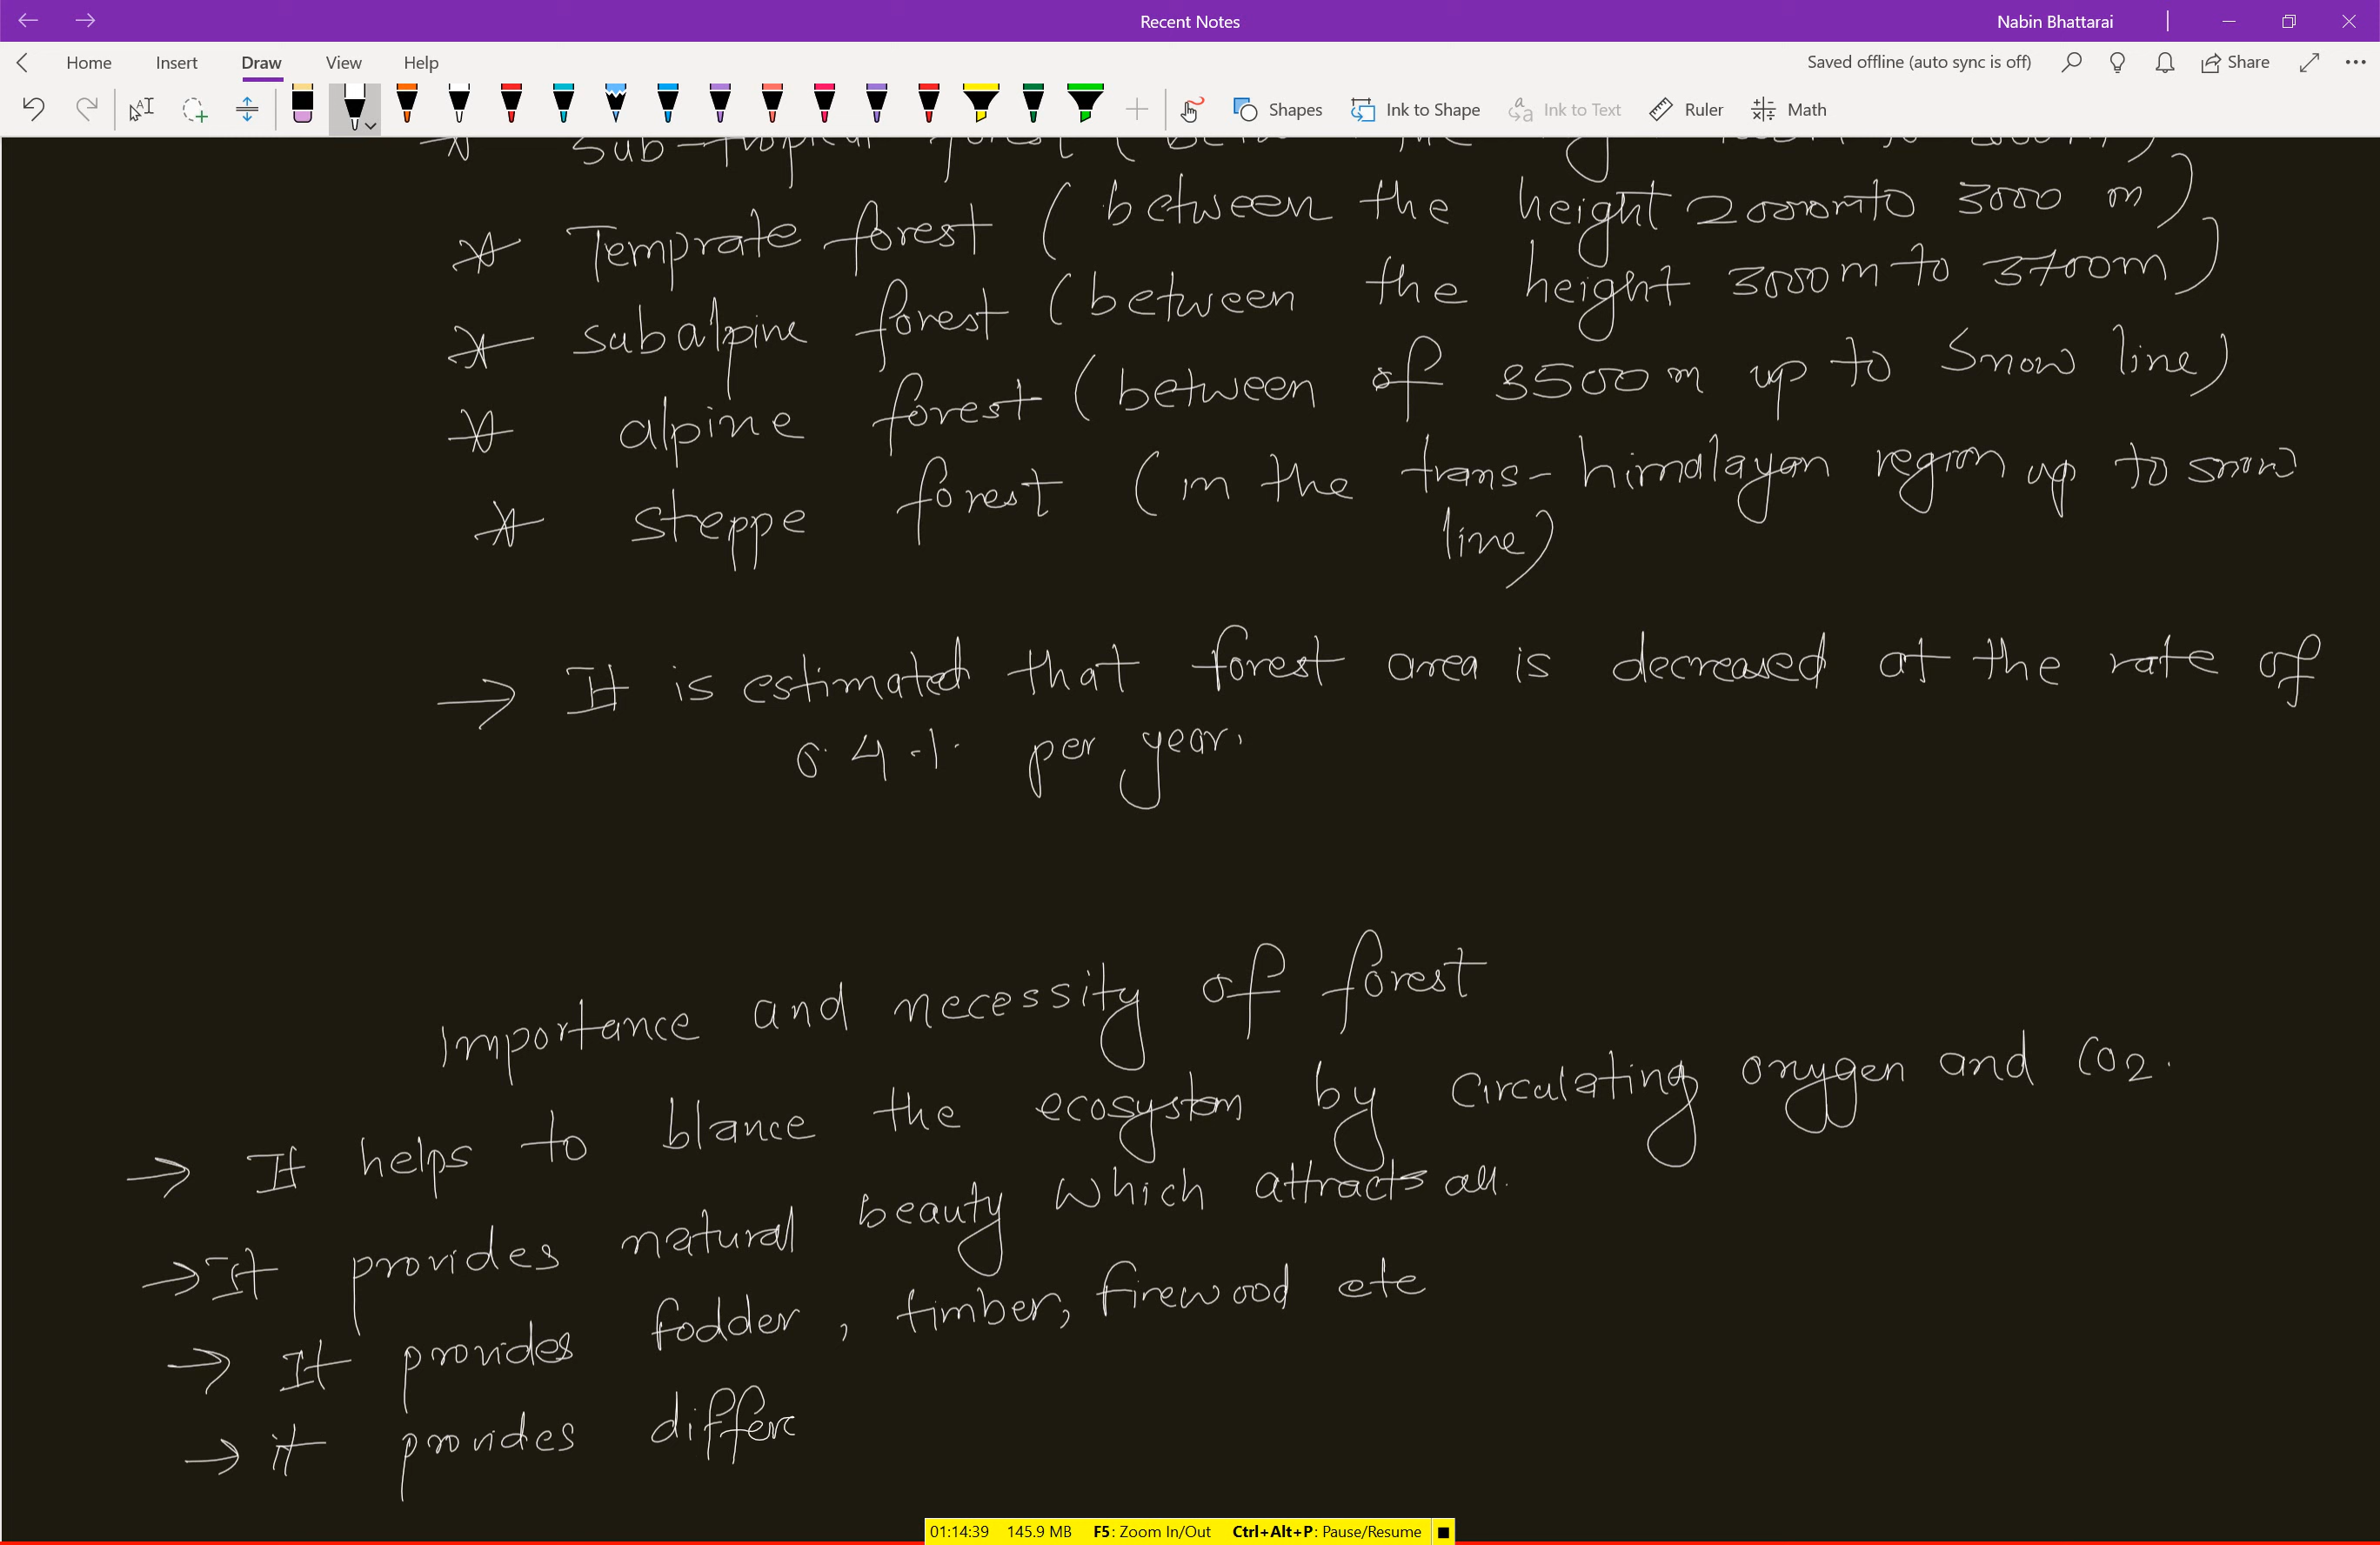 Recent Notes
Nabin Bhattarai
Home Insert Draw View Help
Saved offline (auto sync is off) Share
Shapes Ink to Shape Ink to Text Ruler Math
Sub-tropical forest (
* Temprate forest (between the height 2000m to 3000 m)
* subalpine forest (between the height 3000m to 3700m)
* alpine forest (between of 3500m up to Snow line)
* steppe forest (in the trans-himalayan region up to snow
line)
→ It is estimated that forest area is decreased at the rate of
0.4 % per year.
Importance and necessity of forest
→ It helps to blance the ecosystem by circulating oxygen and CO2.
→ It provides natural beauty which attracts all.
→ It provides fodder, timber, firewood etc
→ it provides differ
01:14:39 145.9 MB F5: Zoom In/Out Ctrl+Alt+P: Pause/Resume